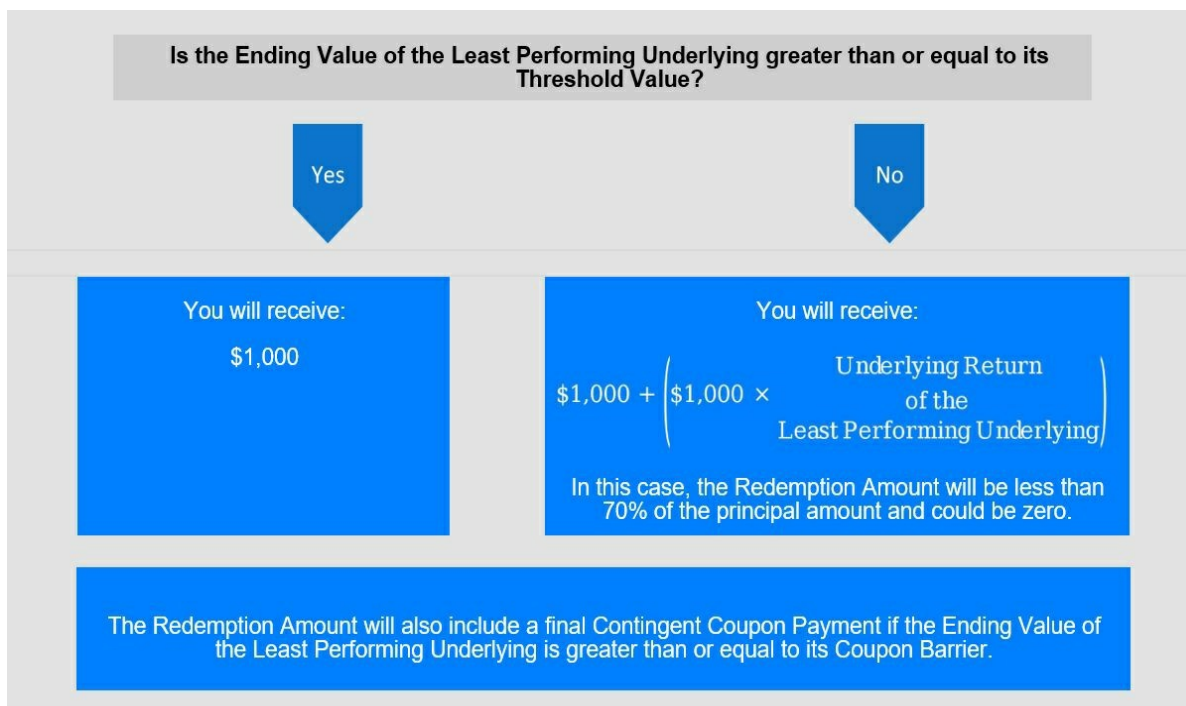 Is the Ending Value of the Least Performing Underlying greater than or equal to its
Threshold Value?
Yes
No
You will receive:
$1,000
You will receive:
$1,000 + ($1,000 × Underlying Return
of the
Least Performing Underlying)
In this case, the Redemption Amount will be less than
70% of the principal amount and could be zero.
The Redemption Amount will also include a final Contingent Coupon Payment if the Ending Value of
the Least Performing Underlying is greater than or equal to its Coupon Barrier.